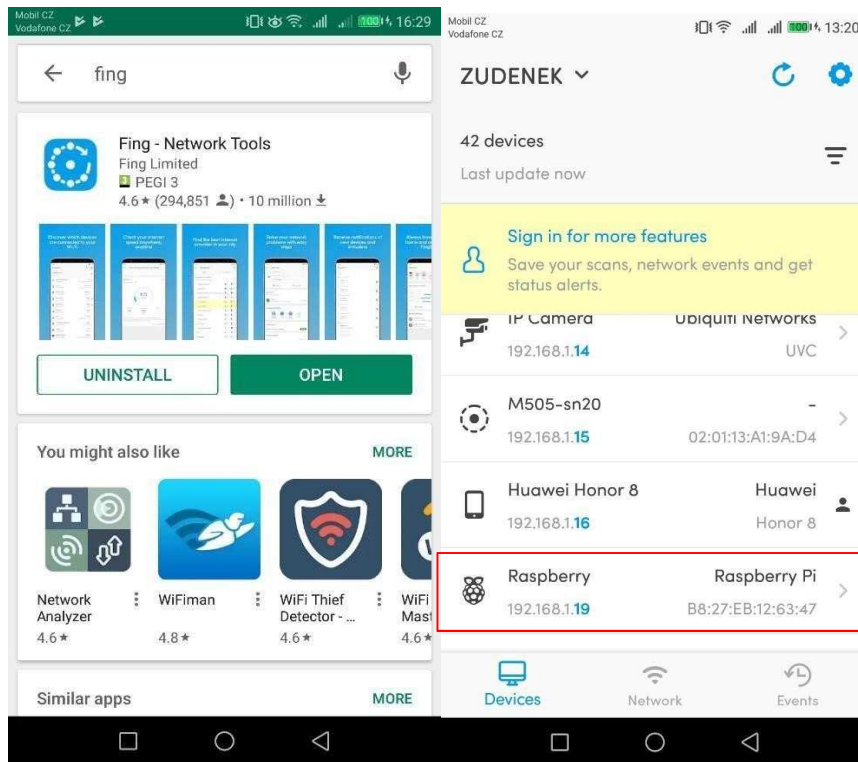 Mobil CZ
Vodafone CZ
100
16:29
fing
Fing - Network Tools
Fing Limited
PEGI 3
4.6★ (294,851) • 10 million
UNINSTALL
OPEN
You might also like
MORE
Network Analyzer
4.6★
WiFiman
4.8★
WiFi Thief Detector - ...
4.6★
WiFi
4.6★
Similar apps
MORE
Mobil CZ
Vodafone CZ
100
13:20
ZUDENEK
42 devices
Last update now
Sign in for more features
Save your scans, network events and get
status alerts.
IP Camera
Ubiquiti Networks
192.168.1.14
UVC
M505-sn20
-
192.168.1.15
02:01:13:A1:9A:D4
Huawei Honor 8
Huawei
192.168.1.16
Honor 8
Raspberry
Raspberry Pi
192.168.1.19
B8:27:EB:12:63:47
Devices
Network
Events